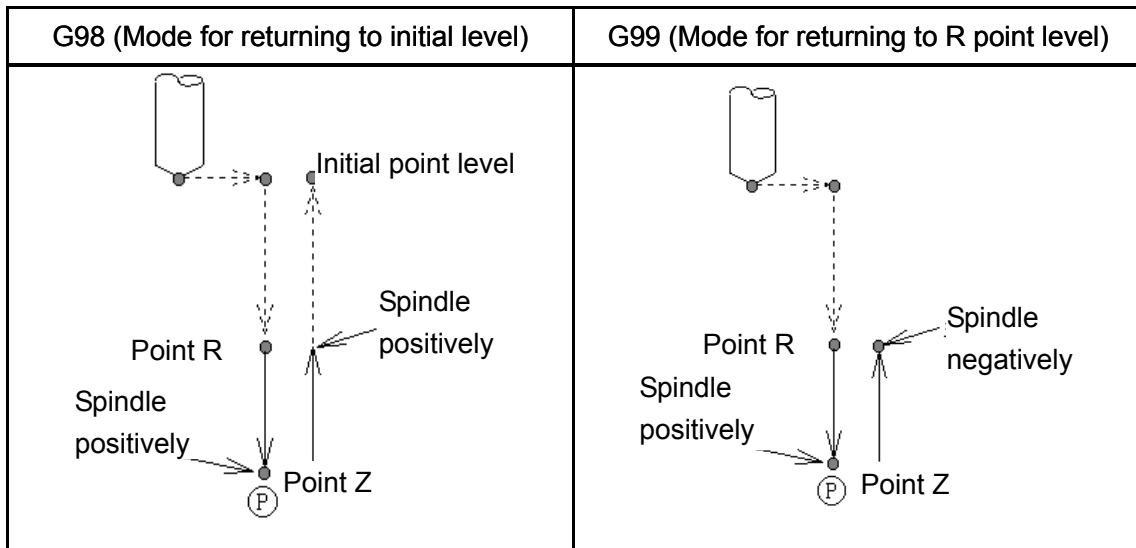 G98 (Mode for returning to initial level)
G99 (Mode for returning to R point level)
Initial point level
Spindle
positively
Point R
Spindle
positively
Point Z
P
Spindle
negatively
Point R
Spindle
positively
Point Z
P